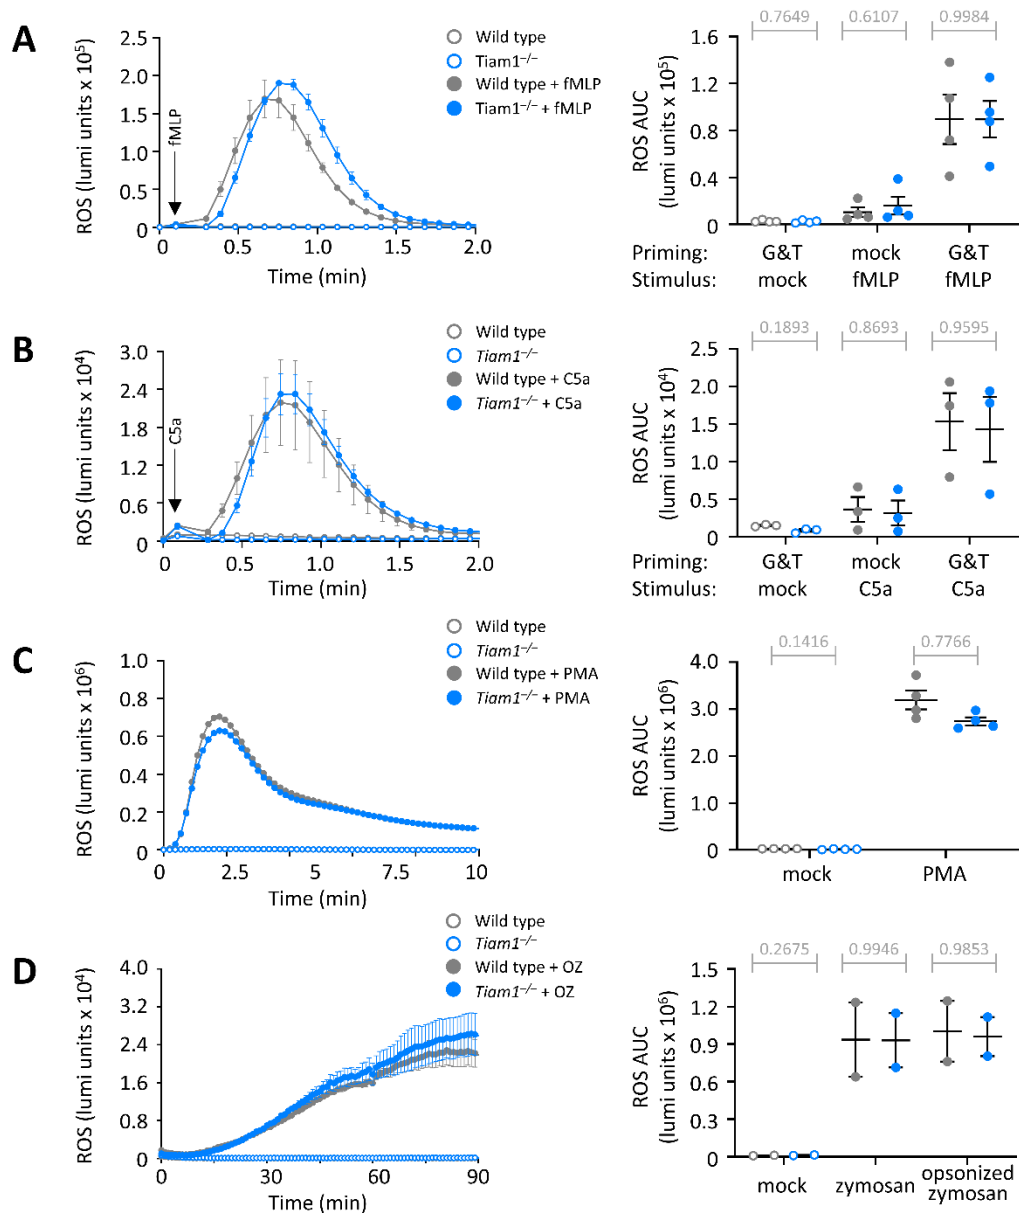 A
ROS (lumi units x 10⁵)
2.5
2.0
1.5
1.0
0.5
0
fMLP
0.5
1.0
1.5
2.0
Time (min)
Wild type
Tiam1⁻/⁻
Wild type + fMLP
Tiam1⁻/⁻ + fMLP
0.7649
0.6107
0.9984
ROS AUC
(lumi units x 10⁵)
1.6
1.2
0.8
0.4
0
Priming: G&T mock G&T
Stimulus: mock fMLP fMLP
B
ROS (lumi units x 10⁴)
3.0
2.4
1.8
1.2
0.6
0
C5a
0
0.5
1.0
1.5
2.0
Time (min)
Wild type
Tiam1⁻/⁻
Wild type + C5a
Tiam1⁻/⁻ + C5a
0.1893
0.8693
0.9595
ROS AUC
(lumi units x 10⁴)
2.5
2.0
1.5
1.0
0.5
0
Priming: G&T mock G&T
Stimulus: mock C5a C5a
C
ROS (lumi units x 10⁶)
1.0
0.8
0.6
0.4
0.2
0
0
2.5
5
7.5
10
Time (min)
Wild type
Tiam1⁻/⁻
Wild type + PMA
Tiam1⁻/⁻ + PMA
0.1416
0.7766
ROS AUC
(lumi units x 10⁶)
4.0
3.0
2.0
1.0
0
mock PMA
D
ROS (lumi units x 10⁴)
4.0
3.2
2.4
1.6
0.8
0
0
30
60
90
Time (min)
Wild type
Tiam1⁻/⁻
Wild type + OZ
Tiam1⁻/⁻ + OZ
0.2675
0.9946
0.9853
ROS AUC
(lumi units x 10⁶)
1.5
1.2
0.9
0.6
0.3
0
mock zymosan opsonized
zymosan